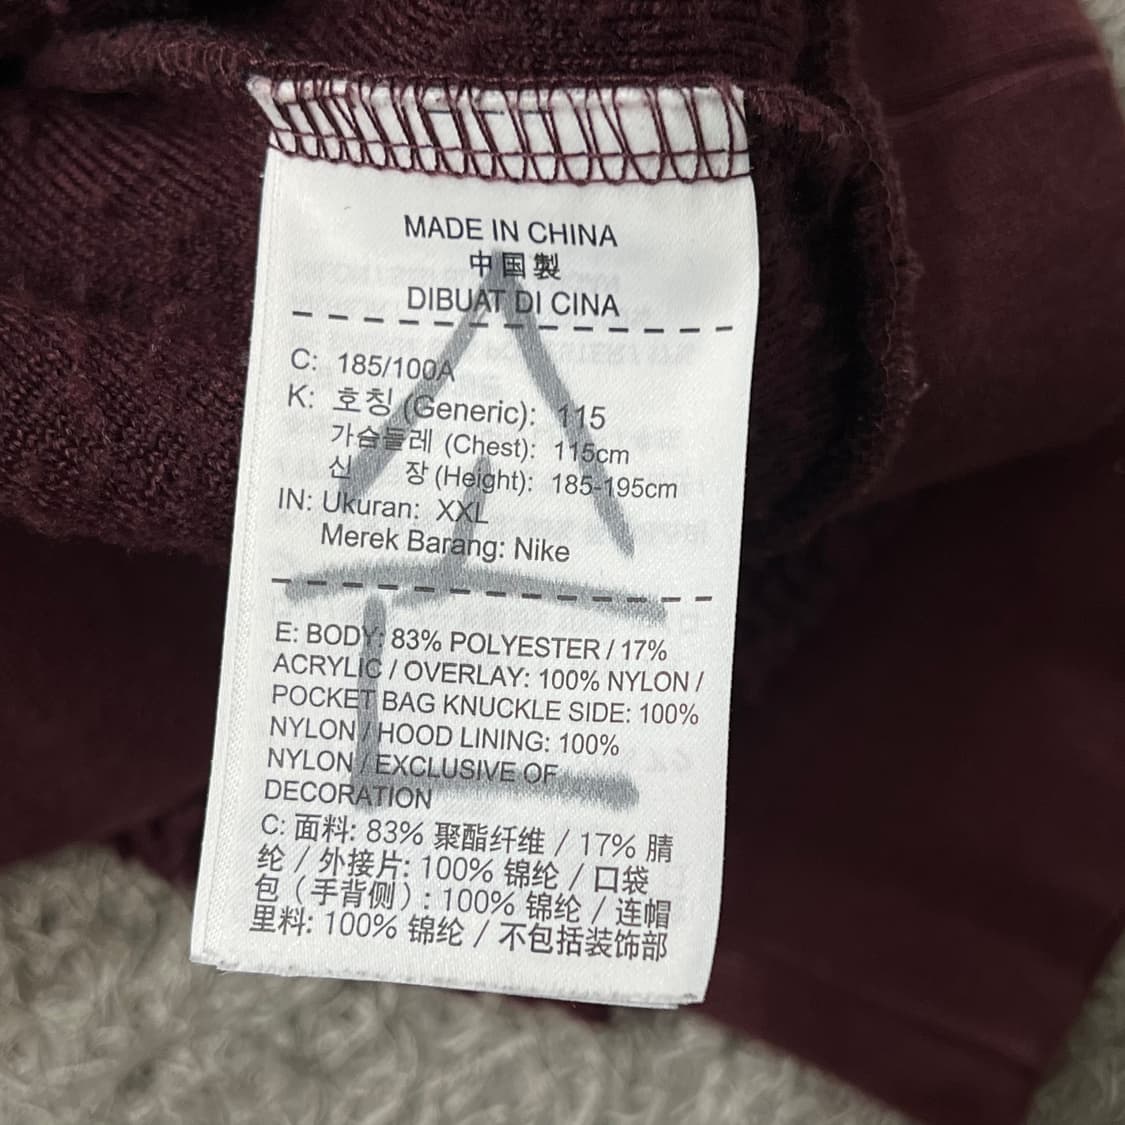 MADE IN CHINA
中国製
DIBUAT DI CINA
C: 185/100A
K: 호칭 (Generic): 115
가슴둘레 (Chest): 115cm
신 장 (Height): 185-195cm
IN: Ukuran: XXL
Merek Barang: Nike
E: BODY: 83% POLYESTER / 17%
ACRYLIC / OVERLAY: 100% NYLON /
POCKET BAG KNUCKLE SIDE: 100%
NYLON / HOOD LINING: 100%
NYLON / EXCLUSIVE OF
DECORATION
C: 面料: 83% 聚酯纤维 / 17% 腈
纶 / 外接片: 100% 锦纶 / 口袋
包（手背侧）: 100% 锦纶 / 连帽
里料: 100% 锦纶 / 不包括装饰部